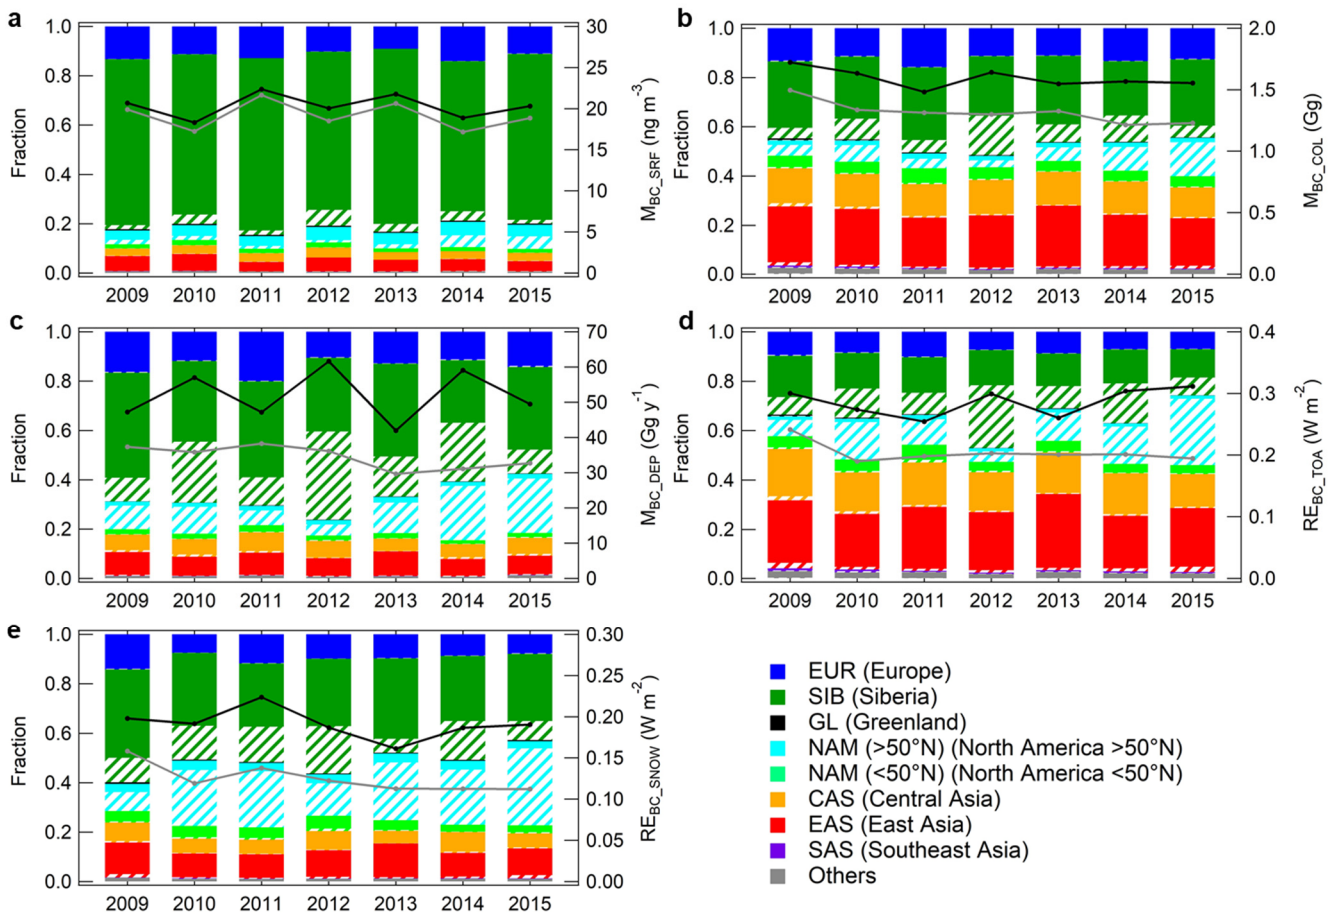 a
1.0
0.8
0.6
0.4
0.2
0.0
Fraction
30
25
20
15
10
5
0
M_BC_SRF (ng m⁻³)
2009 2010 2011 2012 2013 2014 2015
b
1.0
0.8
0.6
0.4
0.2
0.0
Fraction
2.0
1.5
1.0
0.5
0.0
M_BC_COL (Gg)
2009 2010 2011 2012 2013 2014 2015
c
1.0
0.8
0.6
0.4
0.2
0.0
Fraction
70
60
50
40
30
20
10
0
M_BC_DEP (Gg y⁻¹)
2009 2010 2011 2012 2013 2014 2015
d
1.0
0.8
0.6
0.4
0.2
0.0
Fraction
0.4
0.3
0.2
0.1
0.0
RE_BC_TOA (W m⁻²)
2009 2010 2011 2012 2013 2014 2015
e
1.0
0.8
0.6
0.4
0.2
0.0
Fraction
0.30
0.25
0.20
0.15
0.10
0.05
0.00
RE_BC_SNOW (W m⁻²)
2009 2010 2011 2012 2013 2014 2015
EUR (Europe)
SIB (Siberia)
GL (Greenland)
NAM (>50°N) (North America >50°N)
NAM (<50°N) (North America <50°N)
CAS (Central Asia)
EAS (East Asia)
SAS (Southeast Asia)
Others